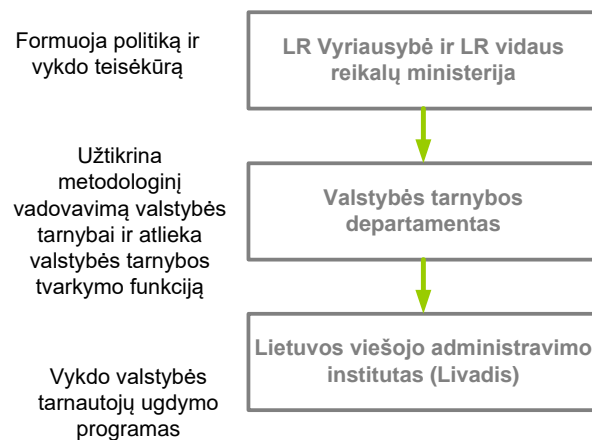 Formuoja politiką ir
vykdo teisėkūrą
LR Vyriausybė ir LR vidaus
reikalų ministerija
Užtikrina
metodologinį
vadovavimą valstybės
tarnybai ir atlieka
valstybės tarnybos
tvarkymo funkciją
Valstybės tarnybos
departamentas
Vykdo valstybės
tarnautojų ugdymo
programas
Lietuvos viešojo administravimo
institutas (Livadis)